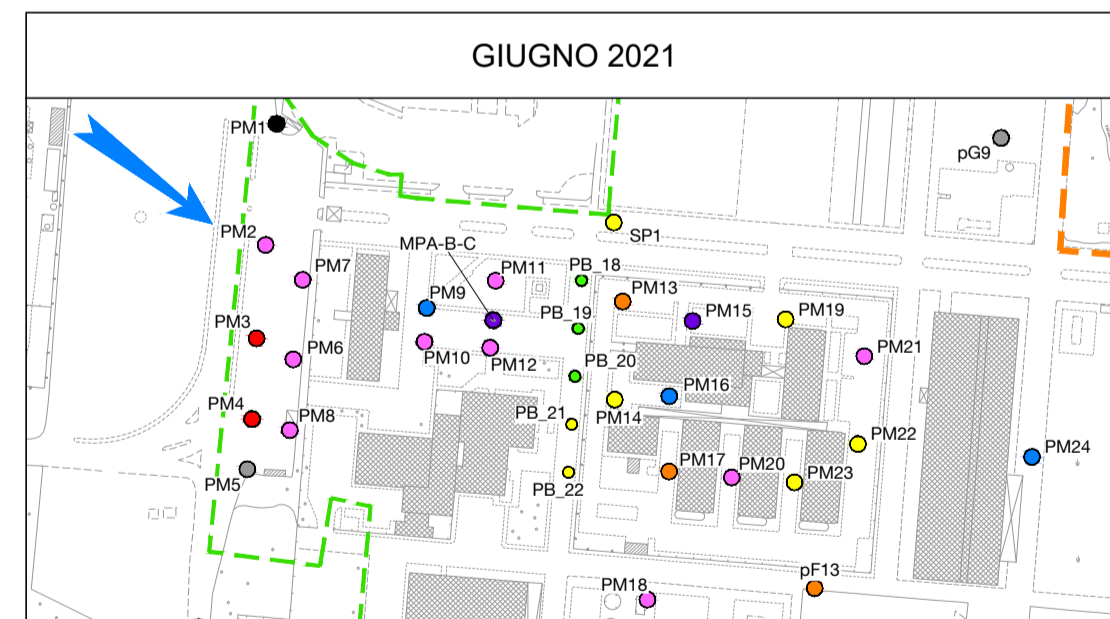 GIUGNO 2021
PM1
pG9
PM2
SP1
MPA-B-C
PM7
PM11
PB_18
PM9
PM13
PB_19
PM15
PM19
PM3
PM6
PM10
PM12
PB_20
PM21
PM16
PM4
PM8
PB_21
PM14
PM22
PM24
PM5
PB_22
PM17
PM20
PM23
pF13
PM18